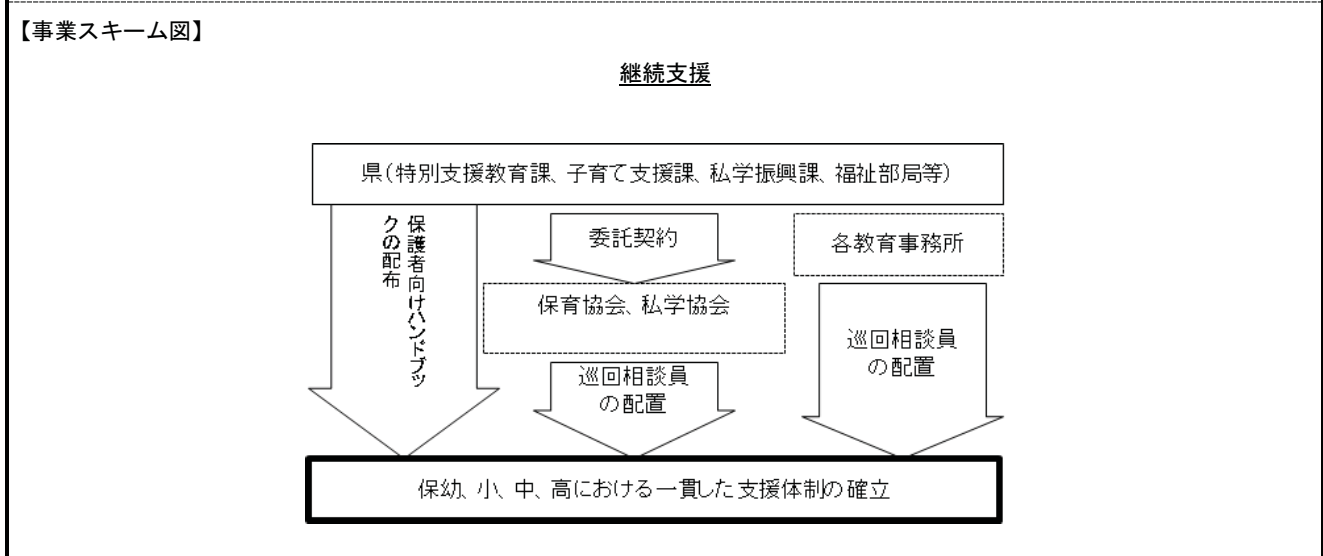 【事業スキーム図】
継続支援
県(特別支援教育課、子育て支援課、私学振興課、福祉部局等)
保護者向けハンドブッ
クの配布
委託契約
保育協会、私学協会
巡回相談員
の配置
各教育事務所
巡回相談員
の配置
保幼、小、中、高における一貫した支援体制の確立